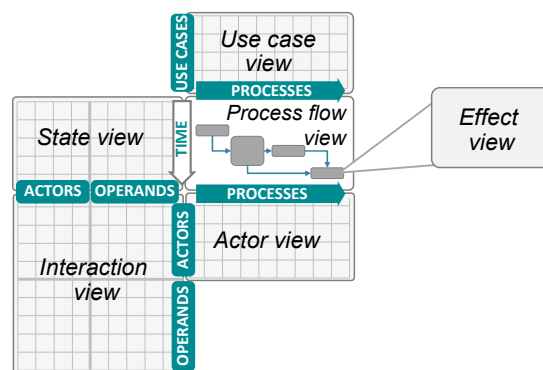 USE CASES
Use case
view
PROCESSES
State view
TIME
Process flow
view
Effect
view
ACTORS
OPERANDS
PROCESSES
Interaction
view
ACTORS
Actor view
OPERANDS